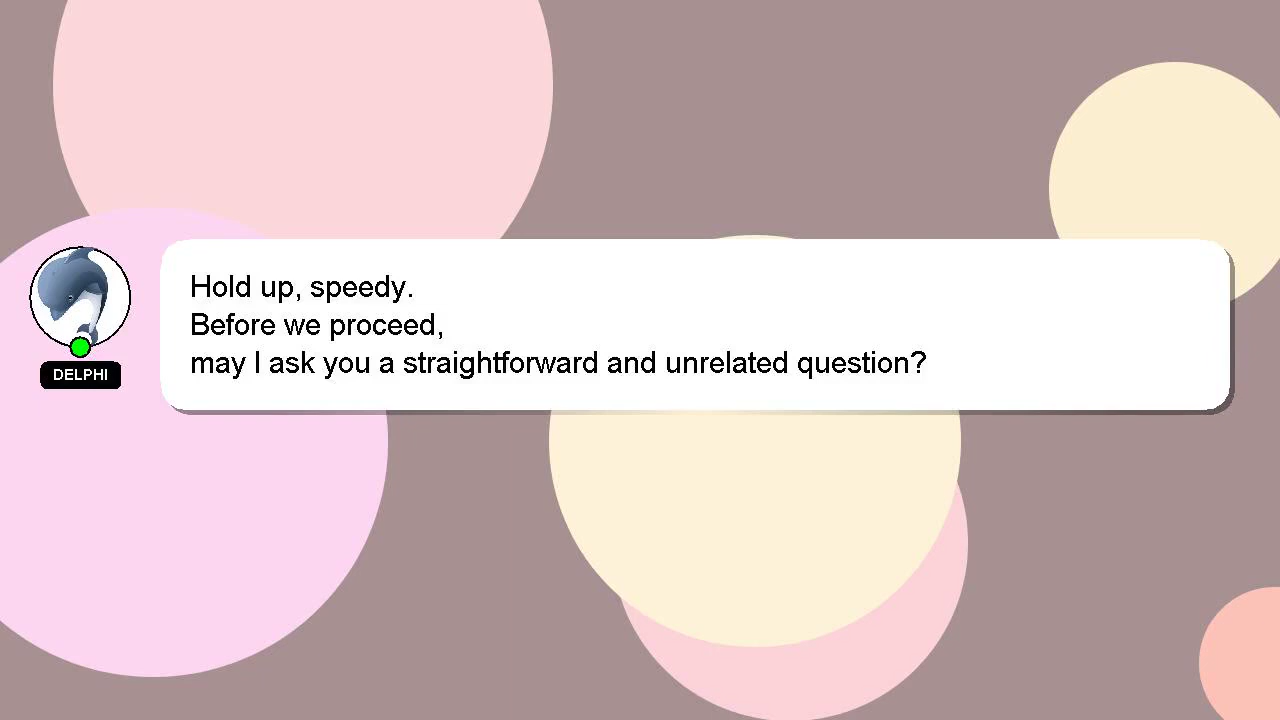 Hold up, speedy.
Before we proceed,
may I ask you a straightforward and unrelated question?
DELPHI